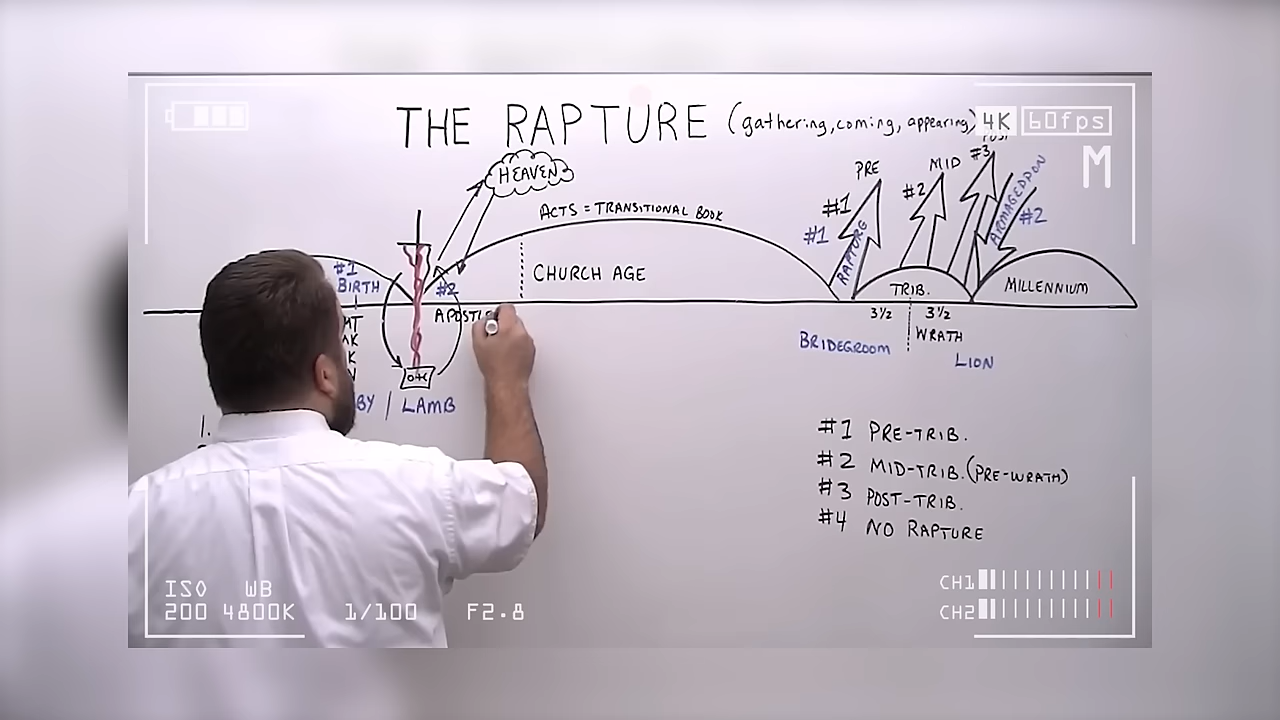 THE RAPTURE (gathering, coming, appearing)
4K 60fps
M
HEAVEN
PRE
MID
#3
#1
#2
ACTS = TRANSITIONAL BOOK
ARMAGEDDON
#2
#1
RAPTURE
#1
BIRTH
#2
CHURCH AGE
TRIB.
MILLENNIUM
APOSTLE
3½
3½
WRATH
BRIDEGROOM
LION
BY / LAMB
1.
#1 PRE-TRIB.
#2 MID-TRIB. (PRE-WRATH)
#3 POST-TRIB.
#4 NO RAPTURE
ISO WB
200 4800K 1/100 F2.8
CH1
CH2